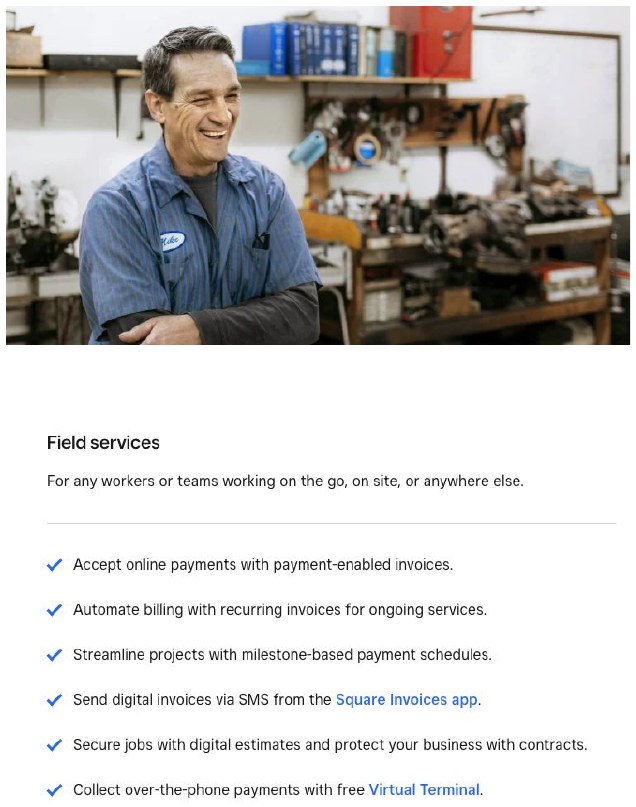 Mike
Field services
For any workers or teams working on the go, on site, or anywhere else.
Accept online payments with payment-enabled invoices.
Automate billing with recurring invoices for ongoing services.
Streamline projects with milestone-based payment schedules.
Send digital invoices via SMS from the Square Invoices app.
Secure jobs with digital estimates and protect your business with contracts.
Collect over-the-phone payments with free Virtual Terminal.